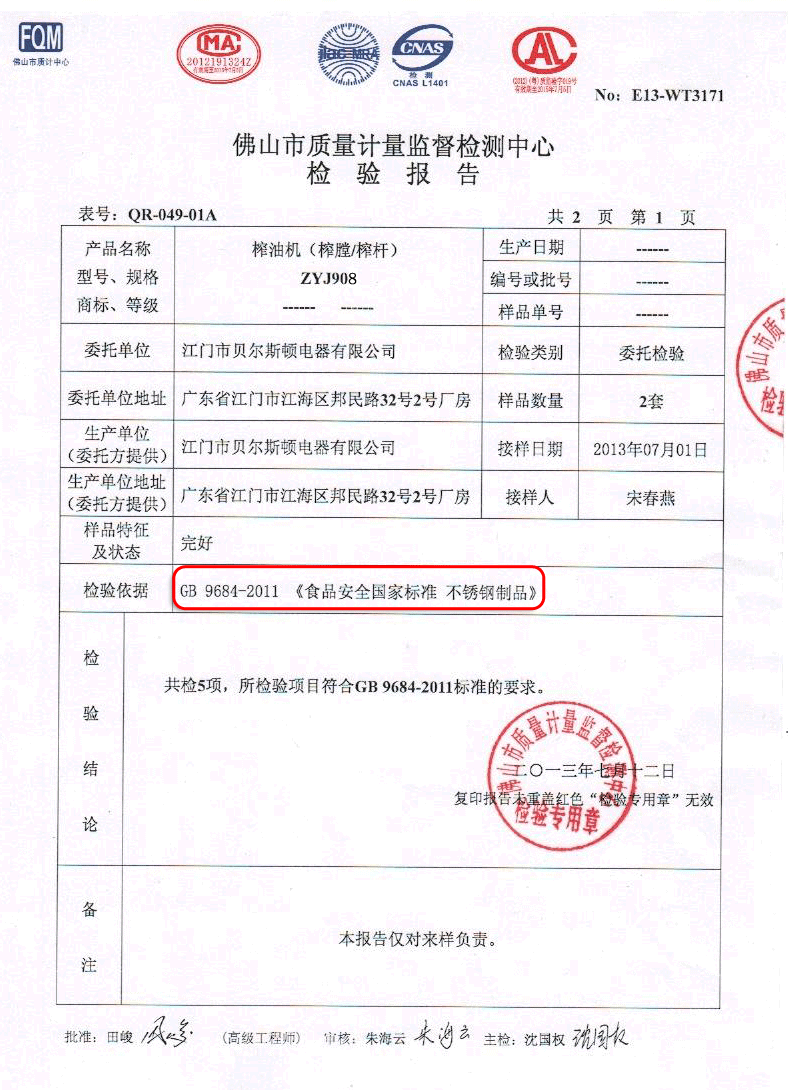 FQM
佛山市质计中心
MA
2012191324Z
CNAS
检 测
CNAS L1401
AL
No: E13-WT3171
佛山市质量计量监督检测中心
检 验 报 告
表号: QR-049-01A
共 2 页 第 1 页
产品名称
型号、规格
商标、等级
榨油机（榨膛/榨杆）
ZYJ908
------ ------
生产日期 ------
编号或批号 ------
样品单号 ------
委托单位 江门市贝尔斯顿电器有限公司 检验类别 委托检验
委托单位地址 广东省江门市江海区邦民路32号2号厂房 样品数量 2套
生产单位
(委托方提供)
江门市贝尔斯顿电器有限公司 接样日期 2013年07月01日
生产单位地址
(委托方提供)
广东省江门市江海区邦民路32号2号厂房 接样人 宋春燕
样品特征
及状态
完好
检验依据 GB 9684-2011 《食品安全国家标准 不锈钢制品》
检验结论
共检5项，所检验项目符合GB 9684-2011标准的要求。
佛山市质量计量监督检测中心
检验专用章
二〇一三年七月十二日
复印报告未重盖红色“检验专用章”无效
备注
本报告仅对来样负责。
批准: 田峻 (高级工程师) 审核: 朱海云 朱海云 主检: 沈国权 沈国权
佛山市质
检验